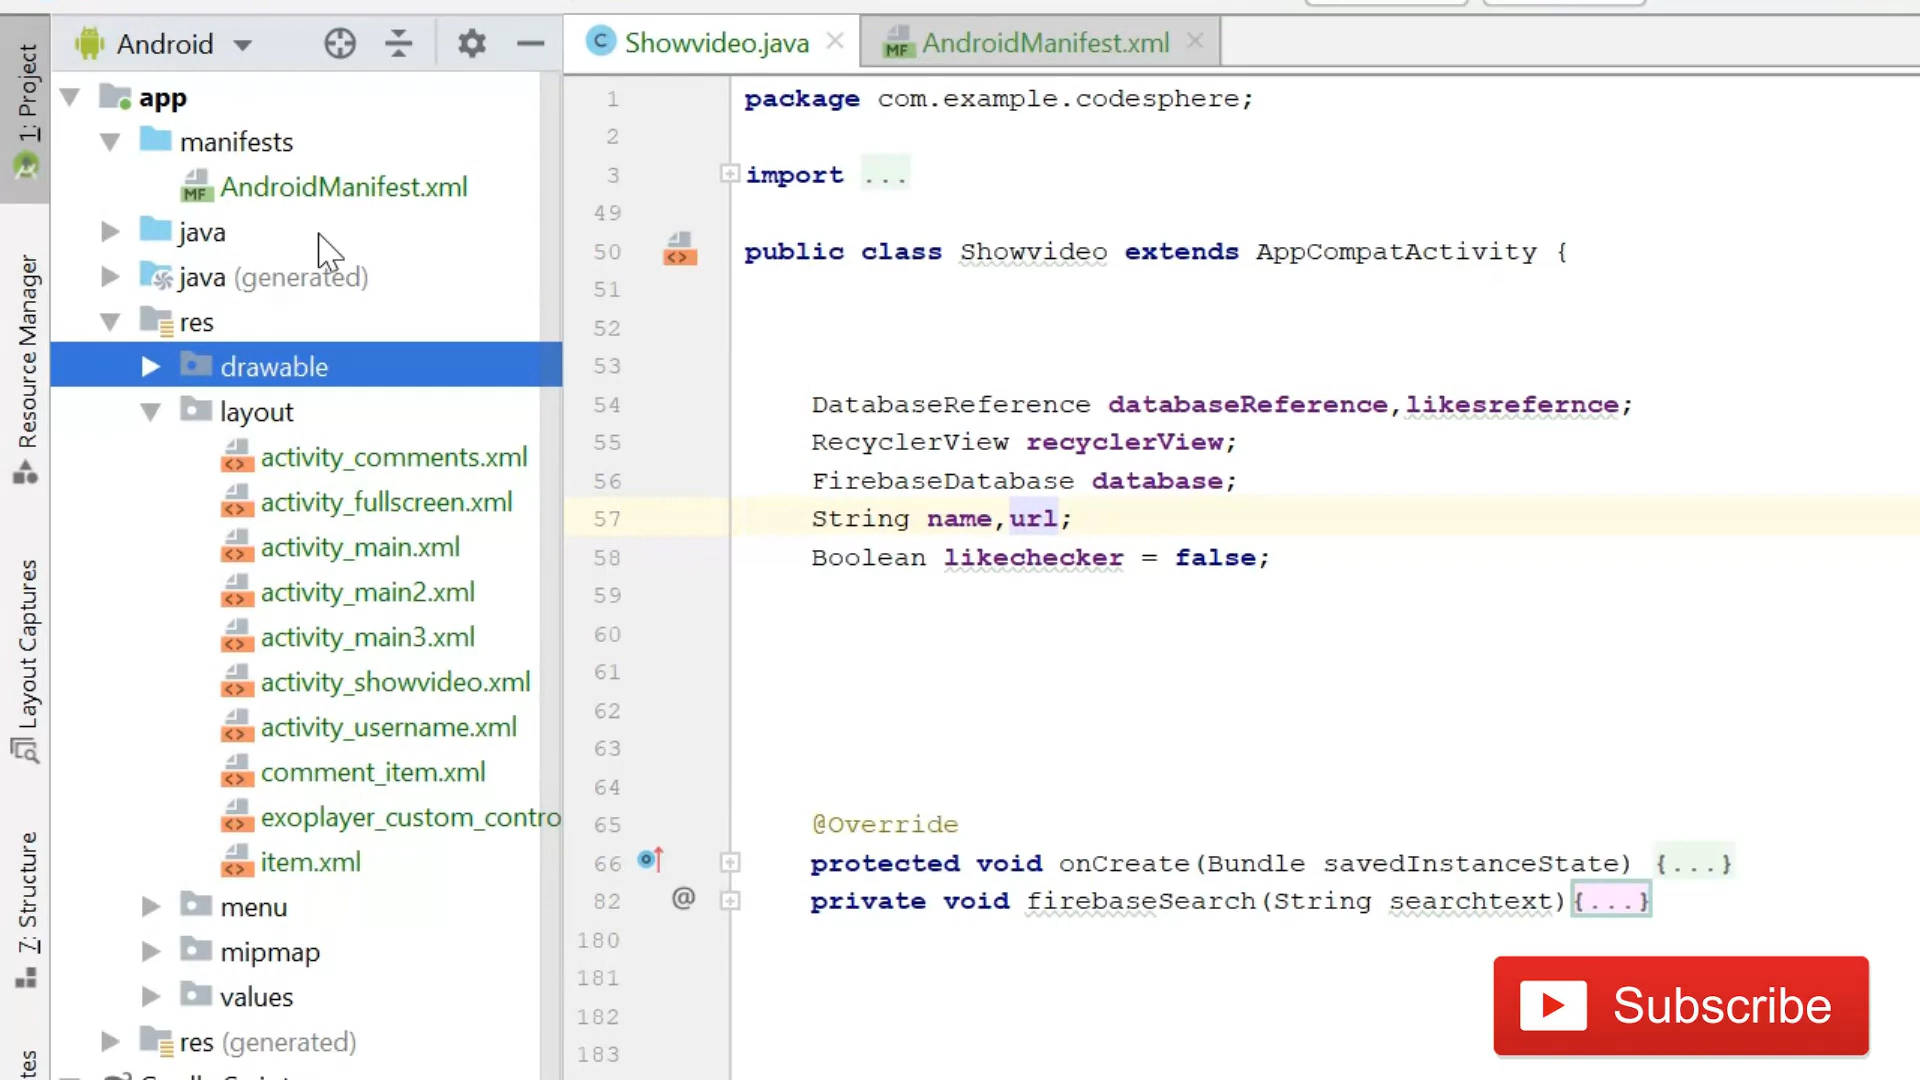 1: Project
Resource Manager
Layout Captures
7: Structure
Android
app
manifests
MF AndroidManifest.xml
java
java (generated)
res
drawable
layout
activity_comments.xml
activity_fullscreen.xml
activity_main.xml
activity_main2.xml
activity_main3.xml
activity_showvideo.xml
activity_username.xml
comment_item.xml
exoplayer_custom_contro
item.xml
menu
mipmap
values
res (generated)
C Showvideo.java
MF AndroidManifest.xml
1 package com.example.codesphere;
2
3 import ...
49
50 public class Showvideo extends AppCompatActivity {
51
52
53
54 DatabaseReference databaseReference,likesrefernce;
55 RecyclerView recyclerView;
56 FirebaseDatabase database;
57 String name,url;
58 Boolean likechecker = false;
59
60
61
62
63
64
65 @Override
66 protected void onCreate(Bundle savedInstanceState) {...}
82 @ private void firebaseSearch(String searchtext){...}
180
181
182
183
Subscribe